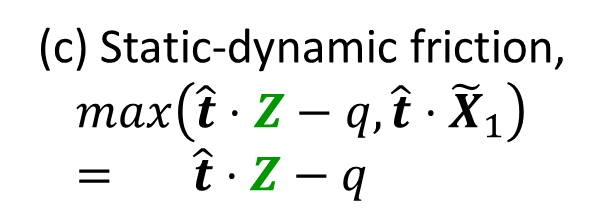 (c) Static-dynamic friction,
max(t̂ · Z − q, t̂ · X̃₁)
= t̂ · Z − q